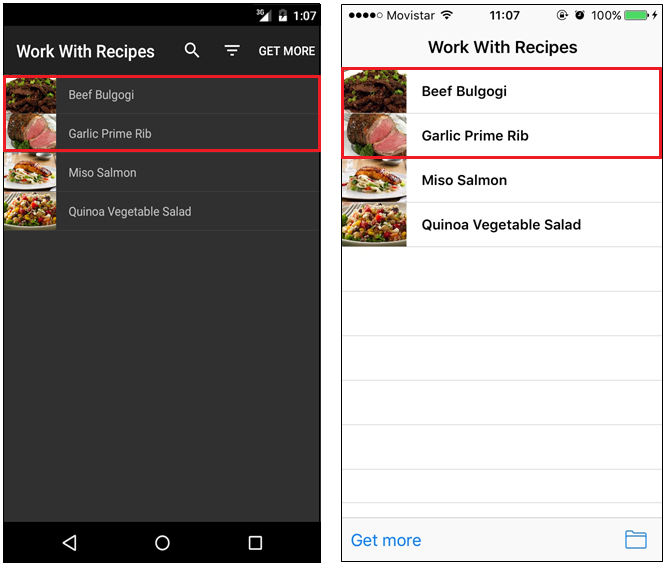 3G 1:07
Work With Recipes GET MORE
Beef Bulgogi
Garlic Prime Rib
Miso Salmon
Quinoa Vegetable Salad
Movistar 11:07 100%
Work With Recipes
Beef Bulgogi
Garlic Prime Rib
Miso Salmon
Quinoa Vegetable Salad
Get more